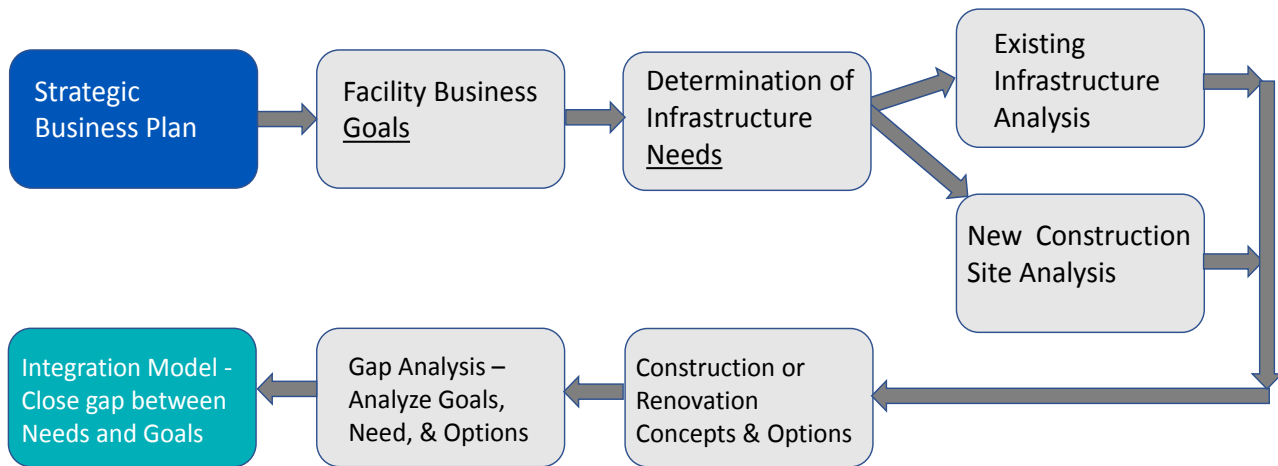 Strategic
Business Plan
Facility Business
Goals
Determination of
Infrastructure
Needs
Existing
Infrastructure
Analysis
New Construction
Site Analysis
Construction or
Renovation
Concepts & Options
Gap Analysis –
Analyze Goals,
Need, & Options
Integration Model -
Close gap between
Needs and Goals